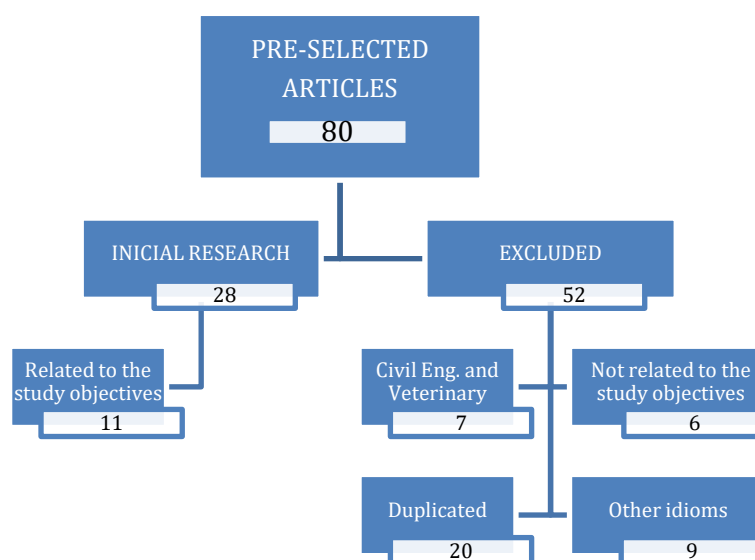 PRE-SELECTED
ARTICLES
80
INICIAL RESEARCH
28
EXCLUDED
52
Related to the
study objectives
11
Civil Eng. and
Veterinary
7
Not related to the
study objectives
6
Duplicated
20
Other idioms
9